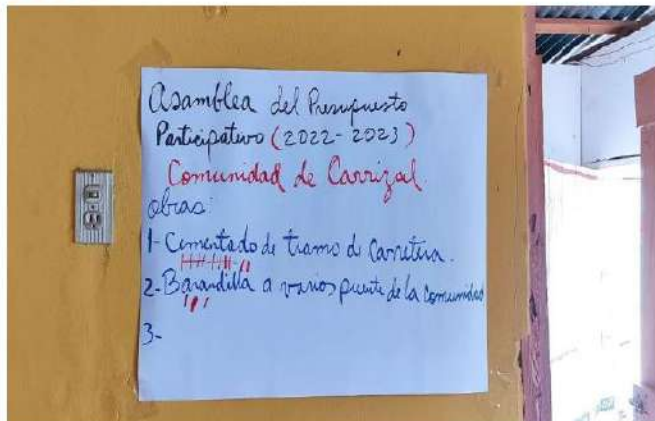 Asamblea del Presupuesto
Participativo (2022-2023)
Comunidad de Carrizal.
obras:
1- Cementado de tramo de Carretera.
2- Barandilla a varios puente de la Comunidad
3-